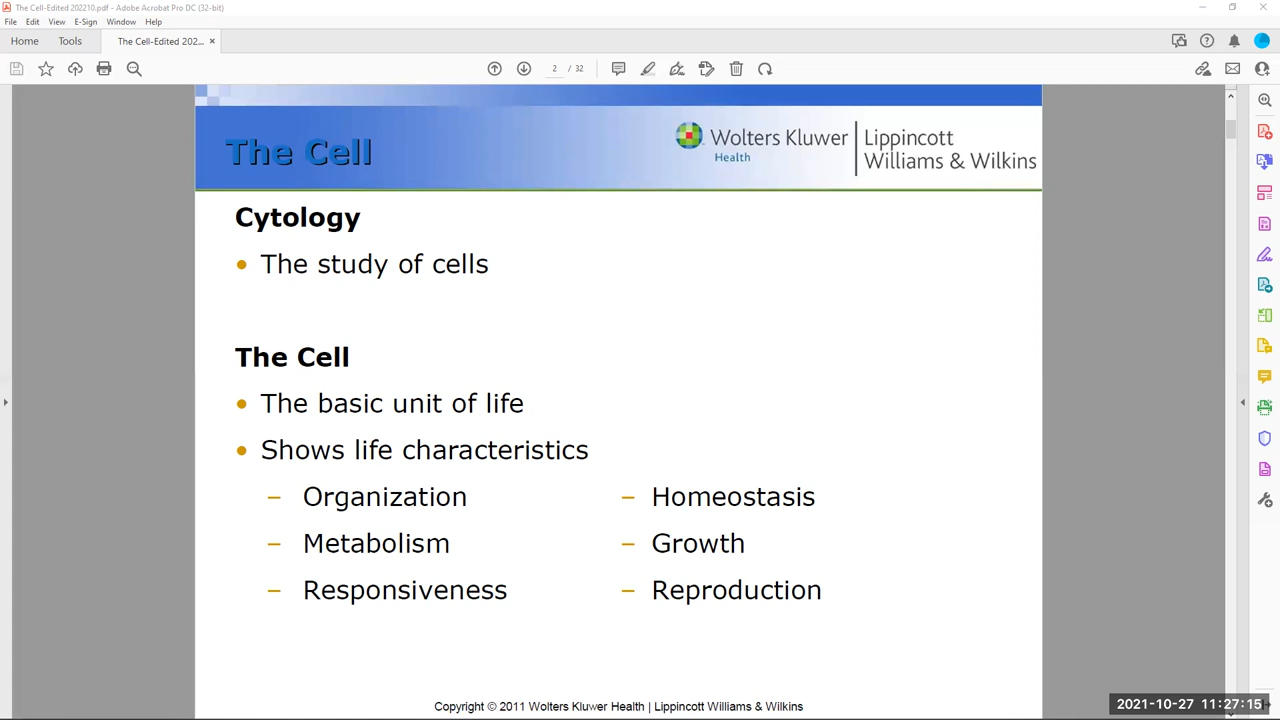 The Cell-Edited 202210.pdf - Adobe Acrobat Pro DC (32-bit)
File Edit View E-Sign Window Help
Home Tools The Cell-Edited 202... ×
2 / 32
The Cell
Wolters Kluwer
Health
Lippincott
Williams & Wilkins
Cytology
• The study of cells
The Cell
• The basic unit of life
• Shows life characteristics
– Organization – Homeostasis
– Metabolism – Growth
– Responsiveness – Reproduction
Copyright © 2011 Wolters Kluwer Health | Lippincott Williams & Wilkins
2021-10-27 11:27:15